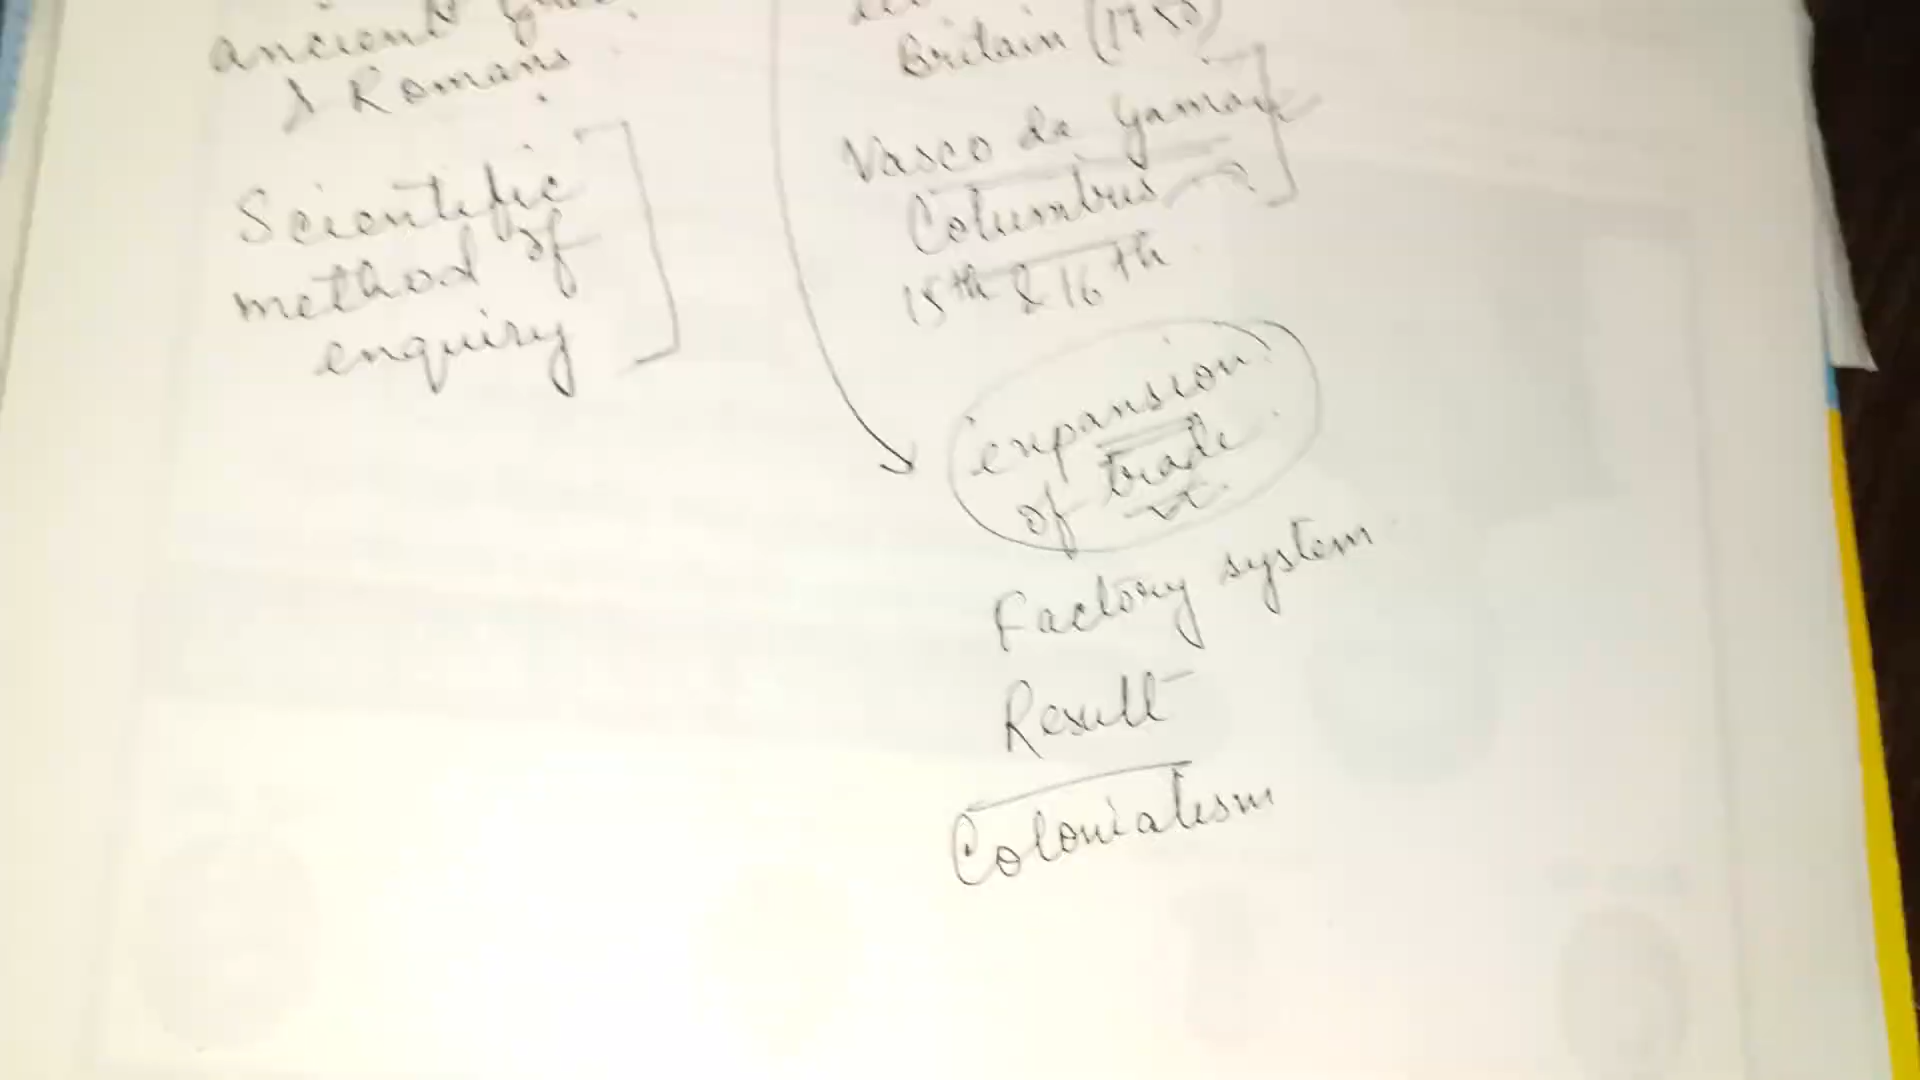 ancient
& Romans.
Scientific
method of
enquiry
Britain (1750)
Vasco da Gama
Columbus
15th & 16th
expansion
of trade
Factory system
Result
Colonialism